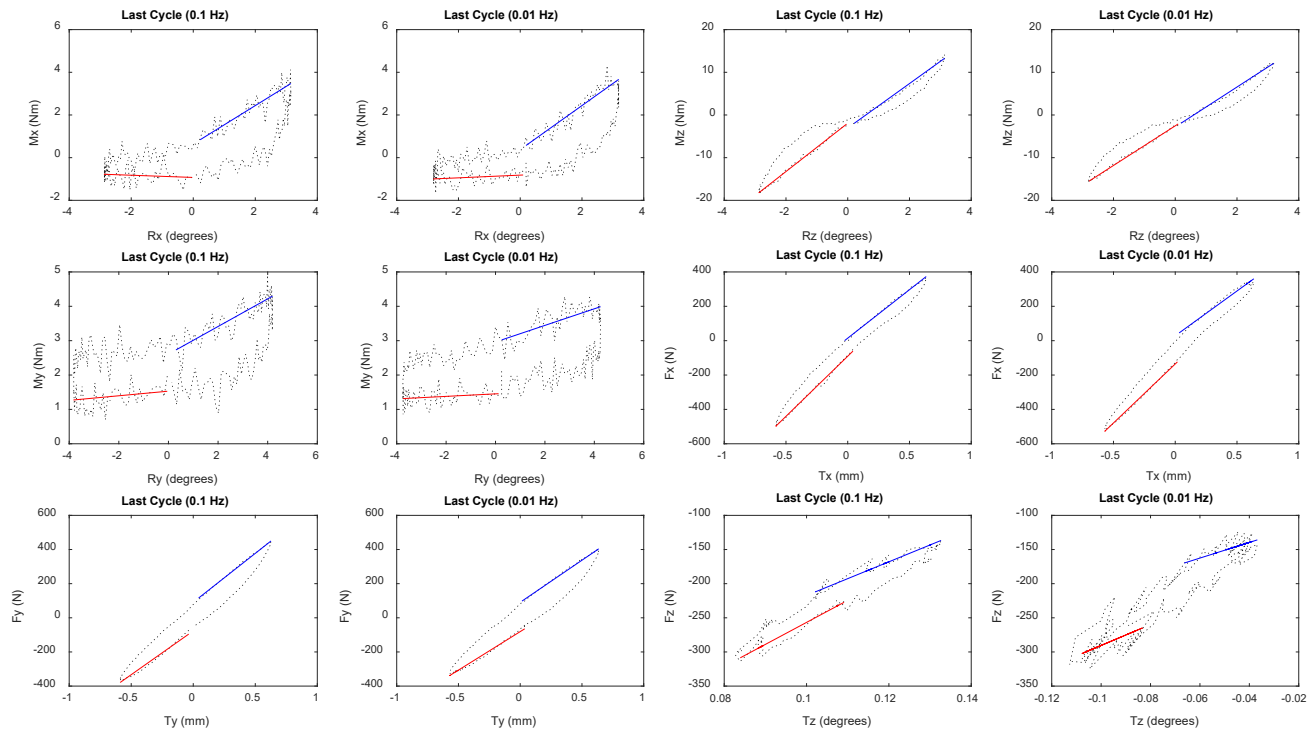 Last Cycle (0.1 Hz)
6
4
2
0
-2
Mx (Nm)
-4 -2 0 2 4
Rx (degrees)
Last Cycle (0.01 Hz)
6
4
2
0
-2
Mx (Nm)
-4 -2 0 2 4
Rx (degrees)
Last Cycle (0.1 Hz)
20
10
0
-10
-20
Mz (Nm)
-4 -2 0 2 4
Rz (degrees)
Last Cycle (0.01 Hz)
20
10
0
-10
-20
Mz (Nm)
-4 -2 0 2 4
Rz (degrees)
Last Cycle (0.1 Hz)
5
4
3
2
1
0
My (Nm)
-4 -2 0 2 4 6
Ry (degrees)
Last Cycle (0.01 Hz)
5
4
3
2
1
0
My (Nm)
-4 -2 0 2 4 6
Ry (degrees)
Last Cycle (0.1 Hz)
400
200
0
-200
-400
-600
Fx (N)
-1 -0.5 0 0.5 1
Tx (mm)
Last Cycle (0.01 Hz)
400
200
0
-200
-400
-600
Fx (N)
-1 -0.5 0 0.5 1
Tx (mm)
Last Cycle (0.1 Hz)
600
400
200
0
-200
-400
Fy (N)
-1 -0.5 0 0.5 1
Ty (mm)
Last Cycle (0.01 Hz)
600
400
200
0
-200
-400
Fy (N)
-1 -0.5 0 0.5 1
Ty (mm)
Last Cycle (0.1 Hz)
-100
-150
-200
-250
-300
-350
Fz (N)
0.08 0.1 0.12 0.14
Tz (degrees)
Last Cycle (0.01 Hz)
-100
-150
-200
-250
-300
-350
Fz (N)
-0.12 -0.1 -0.08 -0.06 -0.04 -0.02
Tz (degrees)